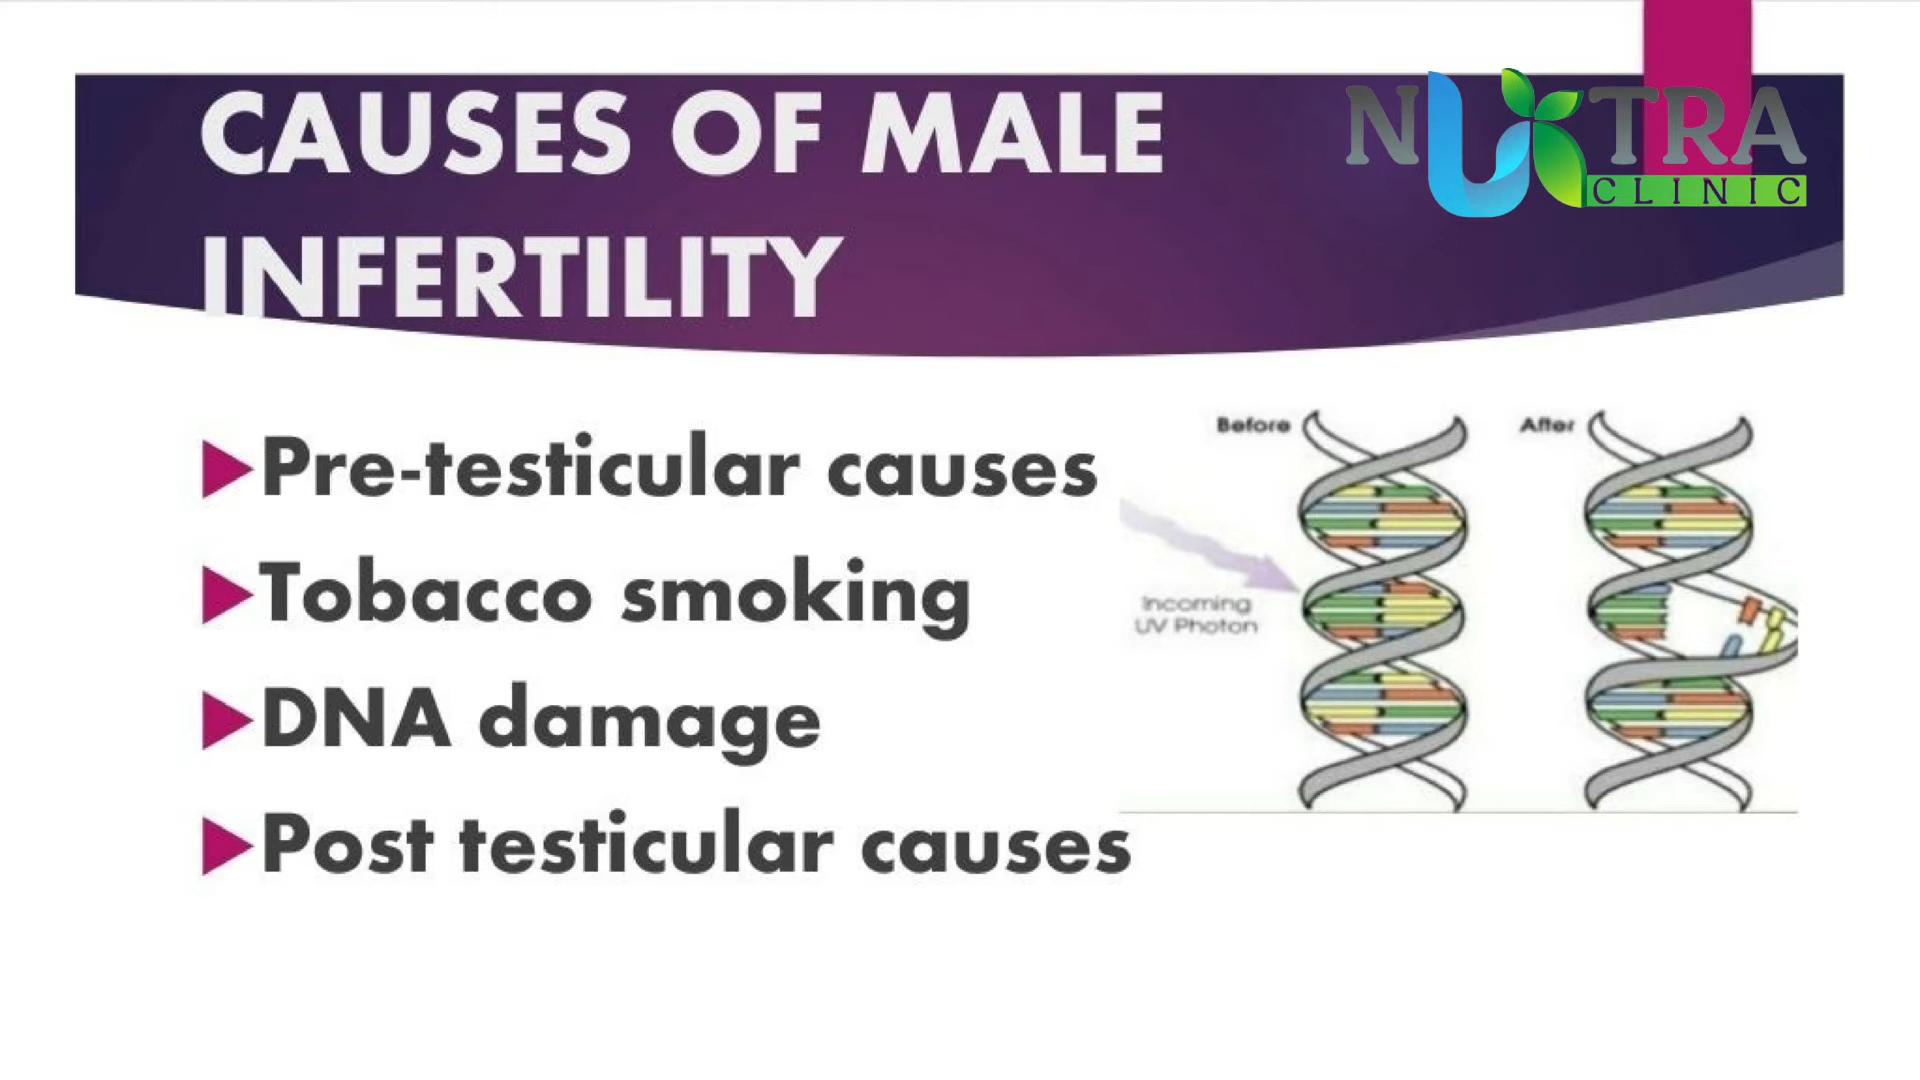 CAUSES OF MALE
INFERTILITY
NUTRA
CLINIC
Pre-testicular causes
Tobacco smoking
DNA damage
Post testicular causes
Before
After
Incoming
UV Photon